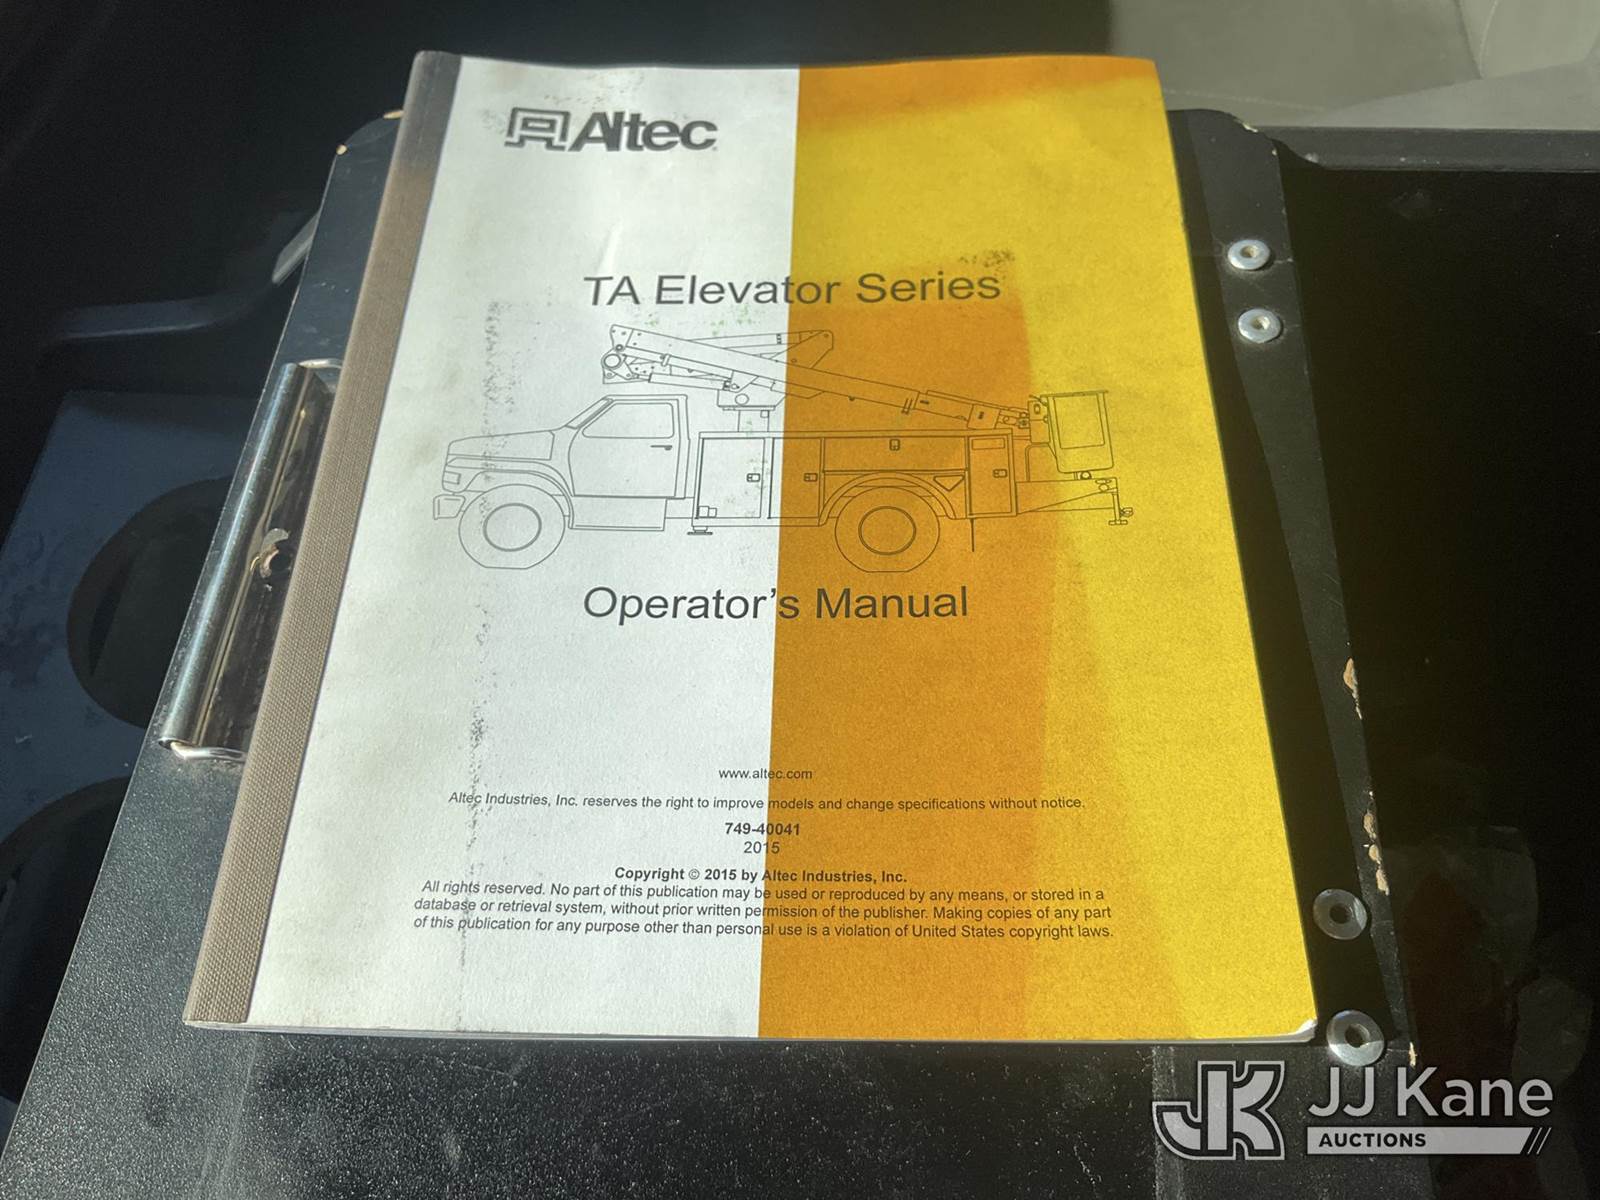 Altec
TA Elevator Series
Operator's Manual
www.altec.com
Altec Industries, Inc. reserves the right to improve models and change specifications without notice.
749-40041
2015
Copyright © 2015 by Altec Industries, Inc.
All rights reserved. No part of this publication may be used or reproduced by any means, or stored in a
database or retrieval system, without prior written permission of the publisher. Making copies of any part
of this publication for any purpose other than personal use is a violation of United States copyright laws.
JK JJ Kane
AUCTIONS